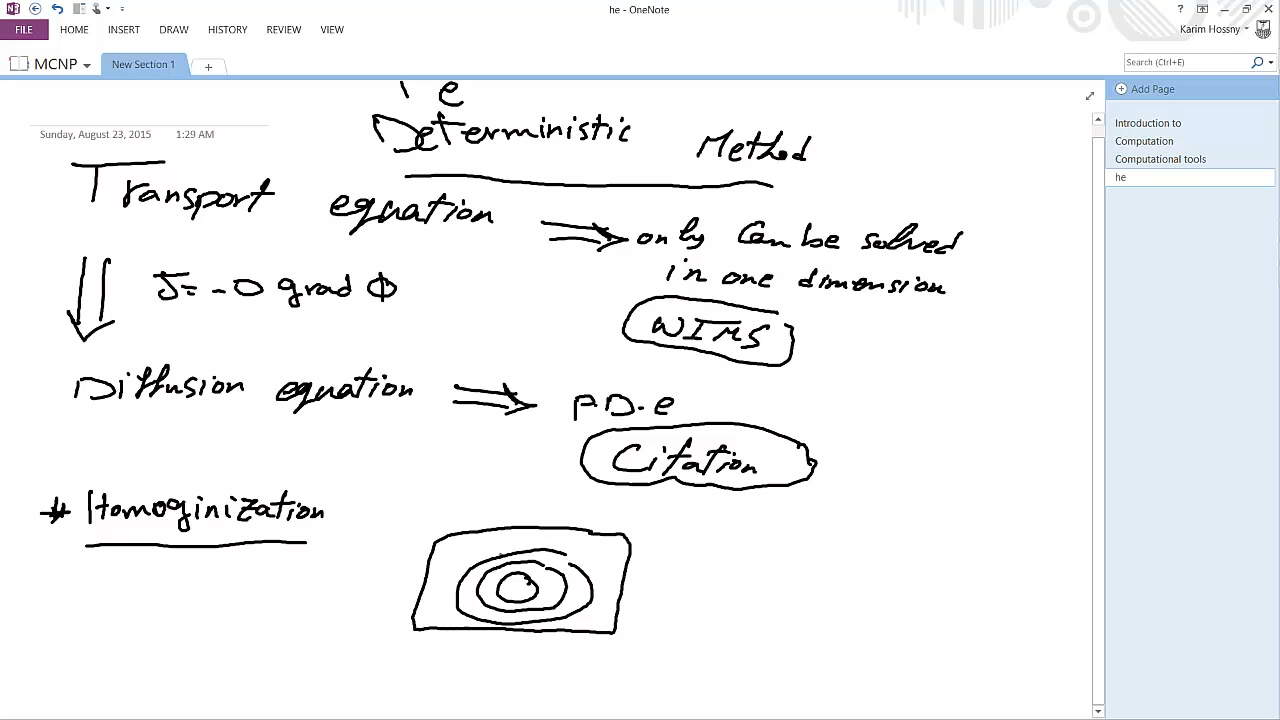 he - OneNote
FILE HOME INSERT DRAW HISTORY REVIEW VIEW
Karim Hossny
MCNP
New Section 1
+
Search (Ctrl+E)
Add Page
Introduction to
Computation
Computational tools
he
Sunday, August 23, 2015 1:29 AM
Deterministic Method
Transport equation ⇒ only Can be solved
in one dimension
J = - D grad Φ
WIMS
Diffusion equation ⇒ P.D.e
Citation
* Homoginization